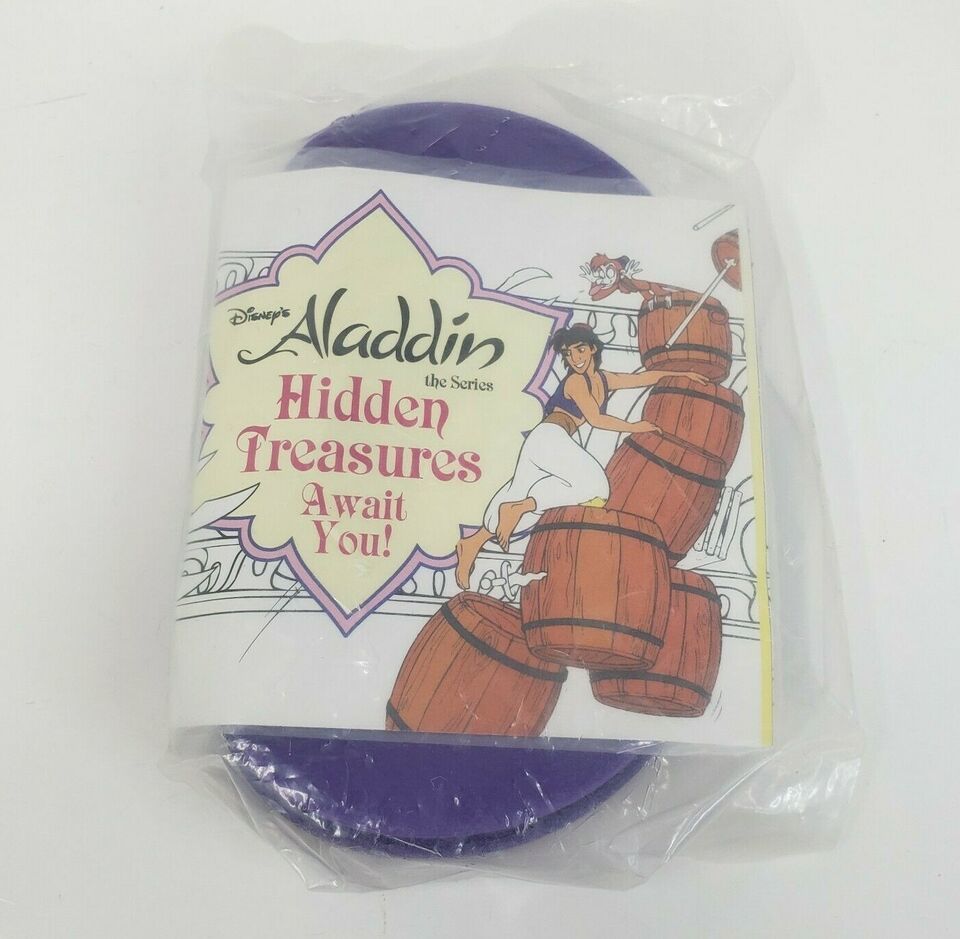 Disney's
Aladdin
the Series
Hidden
Treasures
Await
You!